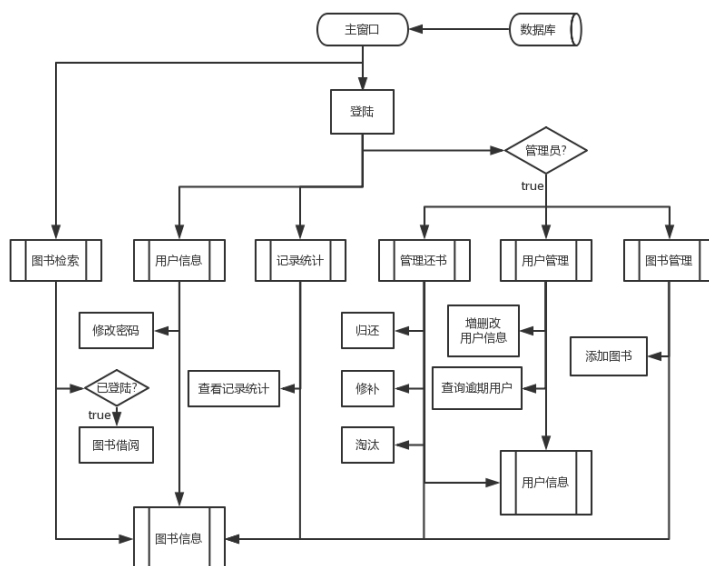 主窗口
数据库
登陆
管理员?
true
图书检索
用户信息
记录统计
管理还书
用户管理
图书管理
修改密码
归还
增删改
用户信息
添加图书
已登陆?
查看记录统计
修补
查询逾期用户
true
图书借阅
淘汰
用户信息
图书信息